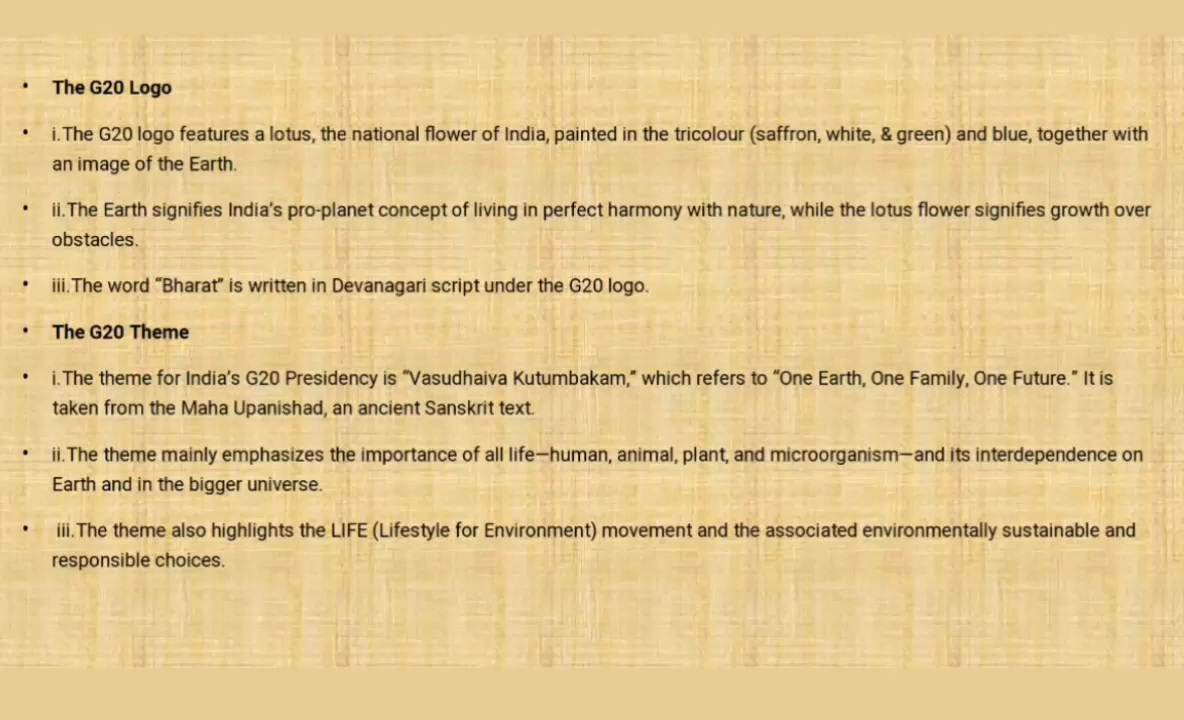 • The G20 Logo
• i.The G20 logo features a lotus, the national flower of India, painted in the tricolour (saffron, white, & green) and blue, together with
an image of the Earth.
• ii.The Earth signifies India’s pro-planet concept of living in perfect harmony with nature, while the lotus flower signifies growth over
obstacles.
• iii.The word “Bharat” is written in Devanagari script under the G20 logo.
• The G20 Theme
• i.The theme for India’s G20 Presidency is “Vasudhaiva Kutumbakam,” which refers to “One Earth, One Family, One Future.” It is
taken from the Maha Upanishad, an ancient Sanskrit text.
• ii.The theme mainly emphasizes the importance of all life—human, animal, plant, and microorganism—and its interdependence on
Earth and in the bigger universe.
• iii.The theme also highlights the LIFE (Lifestyle for Environment) movement and the associated environmentally sustainable and
responsible choices.